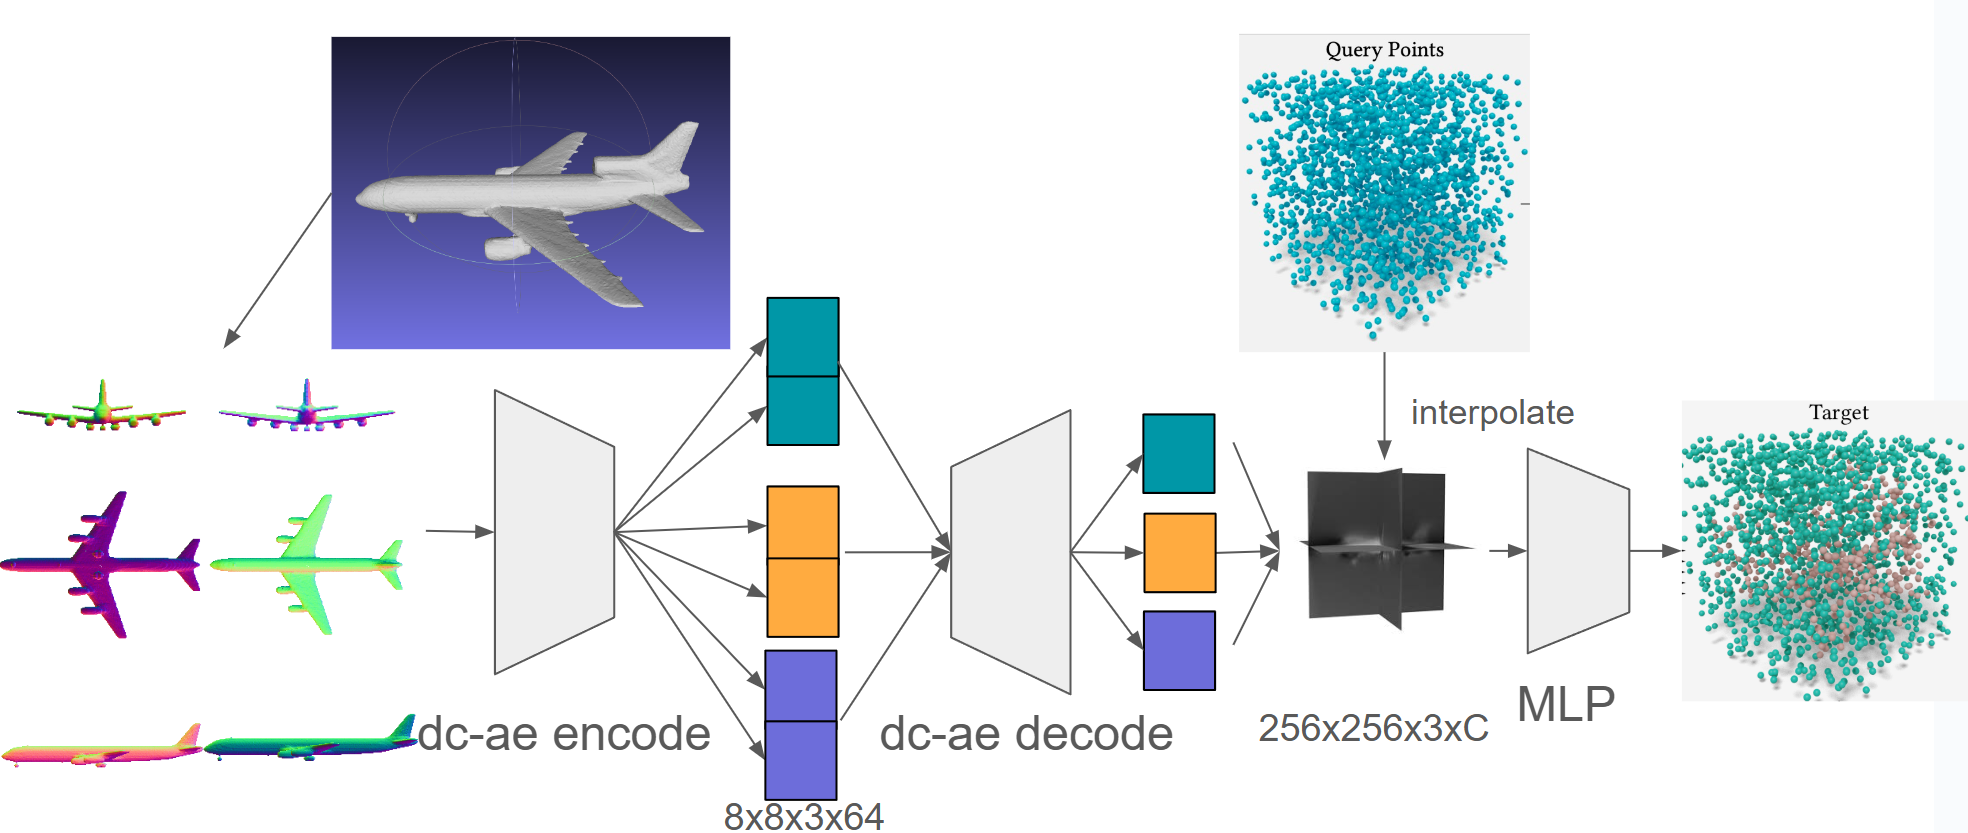 Query Points
interpolate
Target
dc-ae encode
dc-ae decode
256x256x3xC
MLP
8x8x3x64